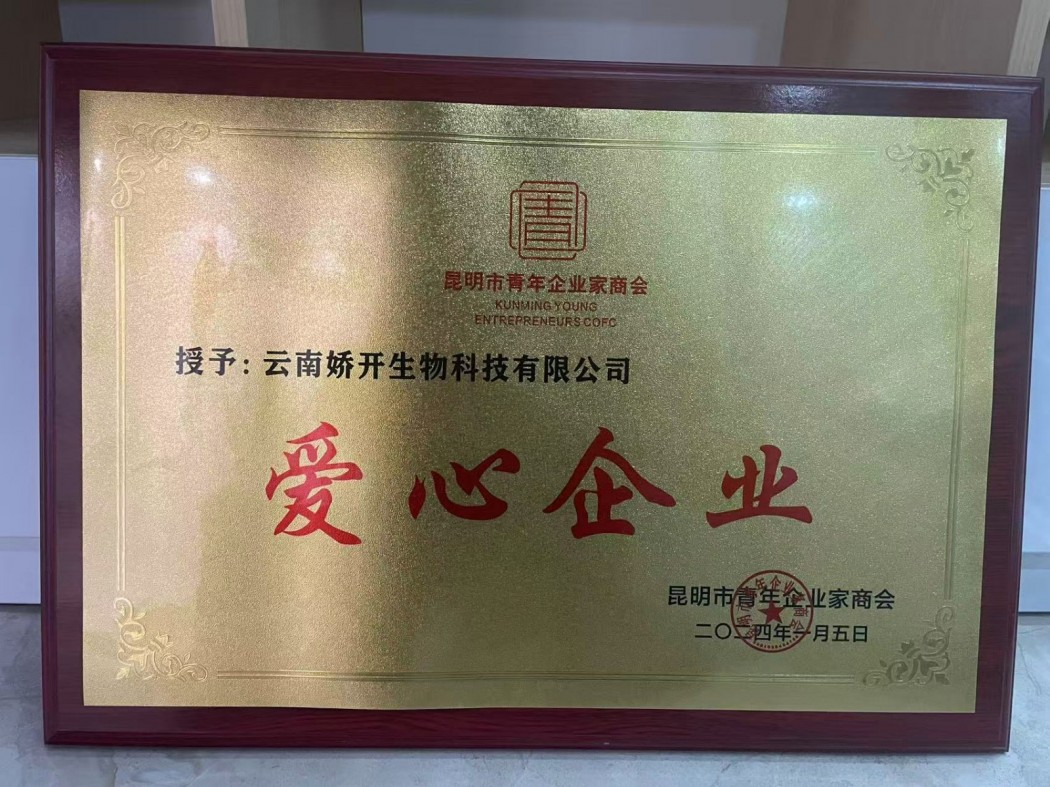 昆明市青年企业家商会
KUNMING YOUNG
ENTREPRENEURS COFC
授予：云南娇开生物科技有限公司
爱心企业
昆明市青年企业家商会
二〇二四年一月五日